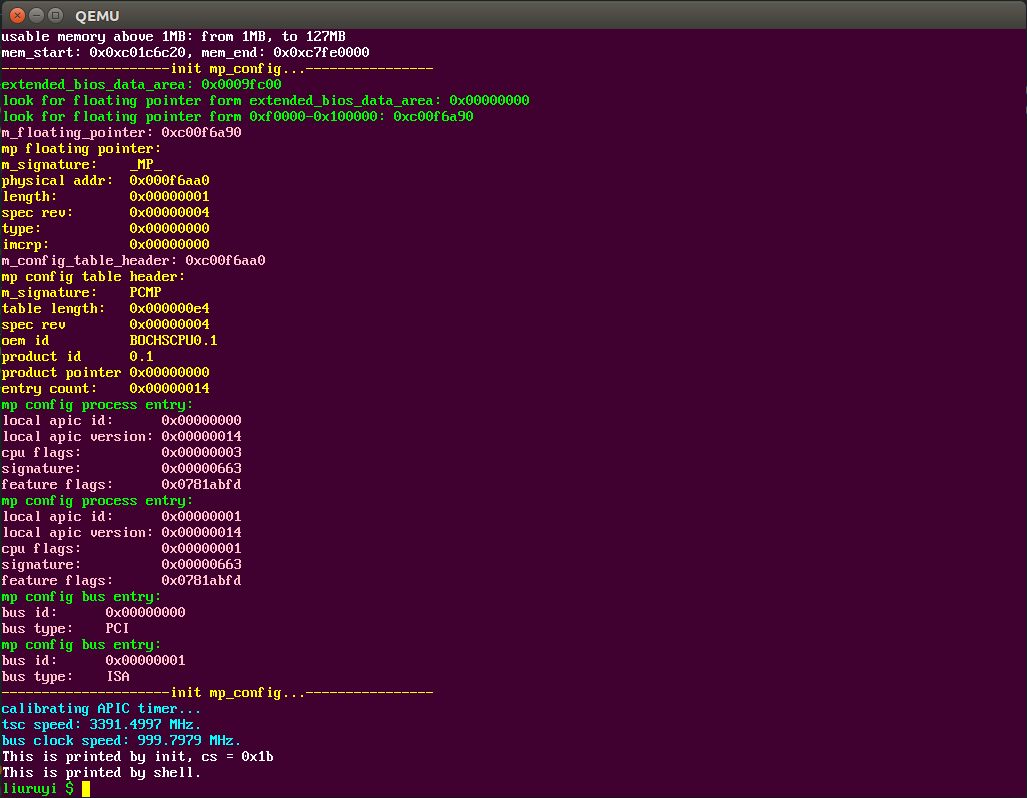 QEMU
usable memory above 1MB: from 1MB, to 127MB
mem_start: 0x0xc01c6c20, mem_end: 0x0xc7fe0000
---------------------init mp_config...----------------
extended_bios_data_area: 0x0009fc00
look for floating pointer form extended_bios_data_area: 0x00000000
look for floating pointer form 0xf0000-0x100000: 0xc00f6a90
m_floating_pointer: 0xc00f6a90
mp floating pointer:
m_signature:    _MP_
physical addr:  0x000f6aa0
length:         0x00000001
spec rev:       0x00000004
type:           0x00000000
imcrp:          0x00000000
m_config_table_header: 0xc00f6aa0
mp config table header:
m_signature:    PCMP
table length:   0x000000e4
spec rev        0x00000004
oem id          BOCHSCPU0.1
product id      0.1
product pointer 0x00000000
entry count:    0x00000014
mp config process entry:
local apic id:      0x00000000
local apic version: 0x00000014
cpu flags:          0x00000003
signature:          0x00000663
feature flags:      0x0781abfd
mp config process entry:
local apic id:      0x00000001
local apic version: 0x00000014
cpu flags:          0x00000001
signature:          0x00000663
feature flags:      0x0781abfd
mp config bus entry:
bus id:      0x00000000
bus type:    PCI
mp config bus entry:
bus id:      0x00000001
bus type:    ISA
---------------------init mp_config...----------------
calibrating APIC timer...
tsc speed: 3391.4997 MHz.
bus clock speed: 999.7979 MHz.
This is printed by init, cs = 0x1b
This is printed by shell.
liuruyi $